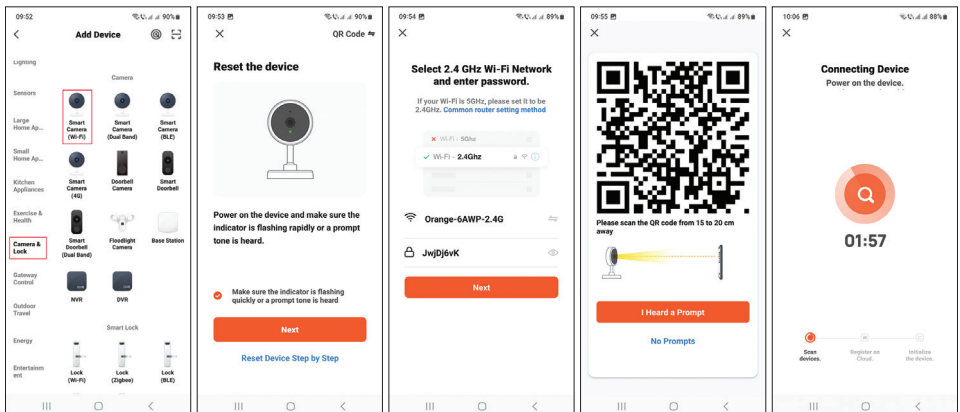 09:52
90%
Add Device
Lighting
Sensors
Large
Home Ap...
Small
Home Ap...
Kitchen
Appliances
Exercise &
Health
Camera &
Lock
Gateway
Control
Outdoor
Travel
Energy
Entertainm
ent
Camera
Smart
Camera
(Wi-Fi)
Smart
Camera
(Dual Band)
Smart
Camera
(BLE)
Smart
Camera
(4G)
Doorbell
Camera
Smart
Doorbell
Smart
Doorbell
(Dual Band)
Floodlight
Camera
Base Station
NVR
DVR
Smart Lock
Lock
(Wi-Fi)
Lock
(Zigbee)
Lock
(BLE)
09:53
90%
QR Code
Reset the device
Power on the device and make sure the
indicator is flashing rapidly or a prompt
tone is heard.
Make sure the indicator is flashing
quickly or a prompt tone is heard
Next
Reset Device Step by Step
09:54
89%
Select 2.4 GHz Wi-Fi Network
and enter password.
If your Wi-Fi is 5GHz, please set it to be
2.4GHz. Common router setting method
Wi-Fi - 5Ghz
Wi-Fi - 2.4Ghz
Orange-6AWP-2.4G
JwjDj6vK
Next
09:55
89%
Please scan the QR code from 15 to 20 cm
away
I Heard a Prompt
No Prompts
10:06
88%
Connecting Device
Power on the device.
01:57
Scan
devices.
Register on
Cloud.
Initialize
the device.